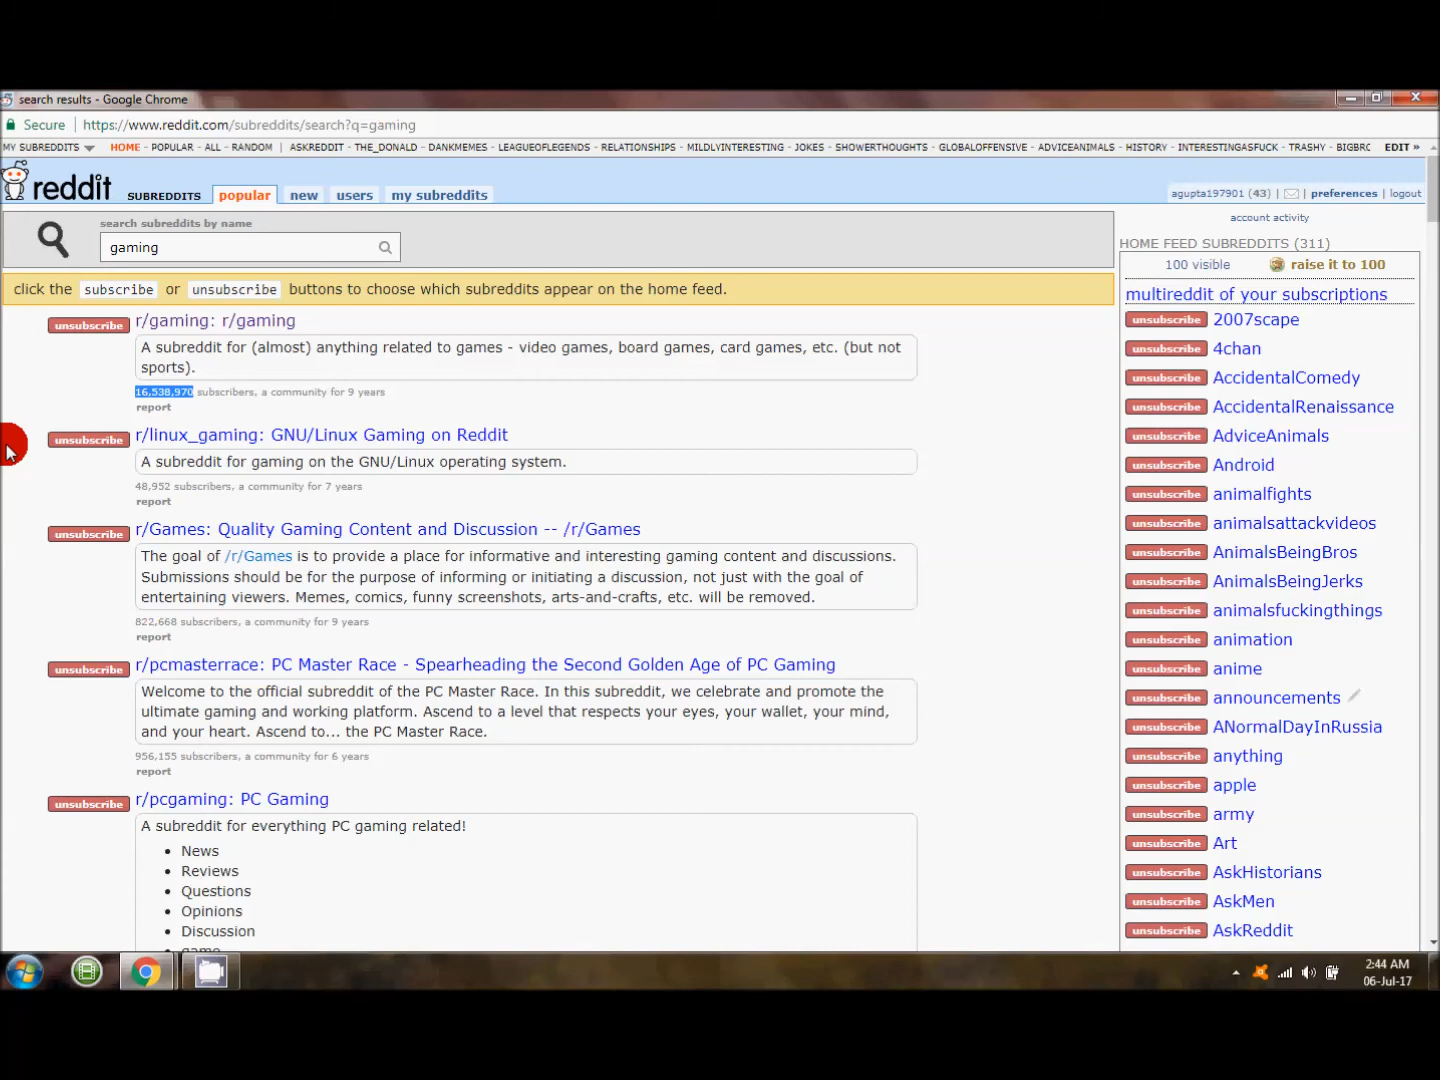 search results - Google Chrome
Secure https://www.reddit.com/subreddits/search?q=gaming
MY SUBREDDITS HOME - POPULAR - ALL - RANDOM | ASKREDDIT - THE_DONALD - DANKMEMES - LEAGUEOFLEGENDS - RELATIONSHIPS - MILDLYINTERESTING - JOKES - SHOWERTHOUGHTS - GLOBALOFFENSIVE - ADVICEANIMALS - HISTORY - INTERESTINGASFUCK - TRASHY - BIGBRC EDIT »
reddit SUBREDDITS popular new users my subreddits
agupta197901 (43) | | preferences | logout
search subreddits by name
gaming
click the subscribe or unsubscribe buttons to choose which subreddits appear on the home feed.
unsubscribe r/gaming: r/gaming
A subreddit for (almost) anything related to games - video games, board games, card games, etc. (but not
sports).
16,538,970 subscribers, a community for 9 years
report
unsubscribe r/linux_gaming: GNU/Linux Gaming on Reddit
A subreddit for gaming on the GNU/Linux operating system.
48,952 subscribers, a community for 7 years
report
unsubscribe r/Games: Quality Gaming Content and Discussion -- /r/Games
The goal of /r/Games is to provide a place for informative and interesting gaming content and discussions.
Submissions should be for the purpose of informing or initiating a discussion, not just with the goal of
entertaining viewers. Memes, comics, funny screenshots, arts-and-crafts, etc. will be removed.
822,668 subscribers, a community for 9 years
report
unsubscribe r/pcmasterrace: PC Master Race - Spearheading the Second Golden Age of PC Gaming
Welcome to the official subreddit of the PC Master Race. In this subreddit, we celebrate and promote the
ultimate gaming and working platform. Ascend to a level that respects your eyes, your wallet, your mind,
and your heart. Ascend to... the PC Master Race.
956,155 subscribers, a community for 6 years
report
unsubscribe r/pcgaming: PC Gaming
A subreddit for everything PC gaming related!
• News
• Reviews
• Questions
• Opinions
• Discussion
• game
account activity
HOME FEED SUBREDDITS (311)
100 visible raise it to 100
multireddit of your subscriptions
unsubscribe 2007scape
unsubscribe 4chan
unsubscribe AccidentalComedy
unsubscribe AccidentalRenaissance
unsubscribe AdviceAnimals
unsubscribe Android
unsubscribe animalfights
unsubscribe animalsattackvideos
unsubscribe AnimalsBeingBros
unsubscribe AnimalsBeingJerks
unsubscribe animalsfuckingthings
unsubscribe animation
unsubscribe anime
unsubscribe announcements
unsubscribe ANormalDayInRussia
unsubscribe anything
unsubscribe apple
unsubscribe army
unsubscribe Art
unsubscribe AskHistorians
unsubscribe AskMen
unsubscribe AskReddit
2:44 AM
06-Jul-17